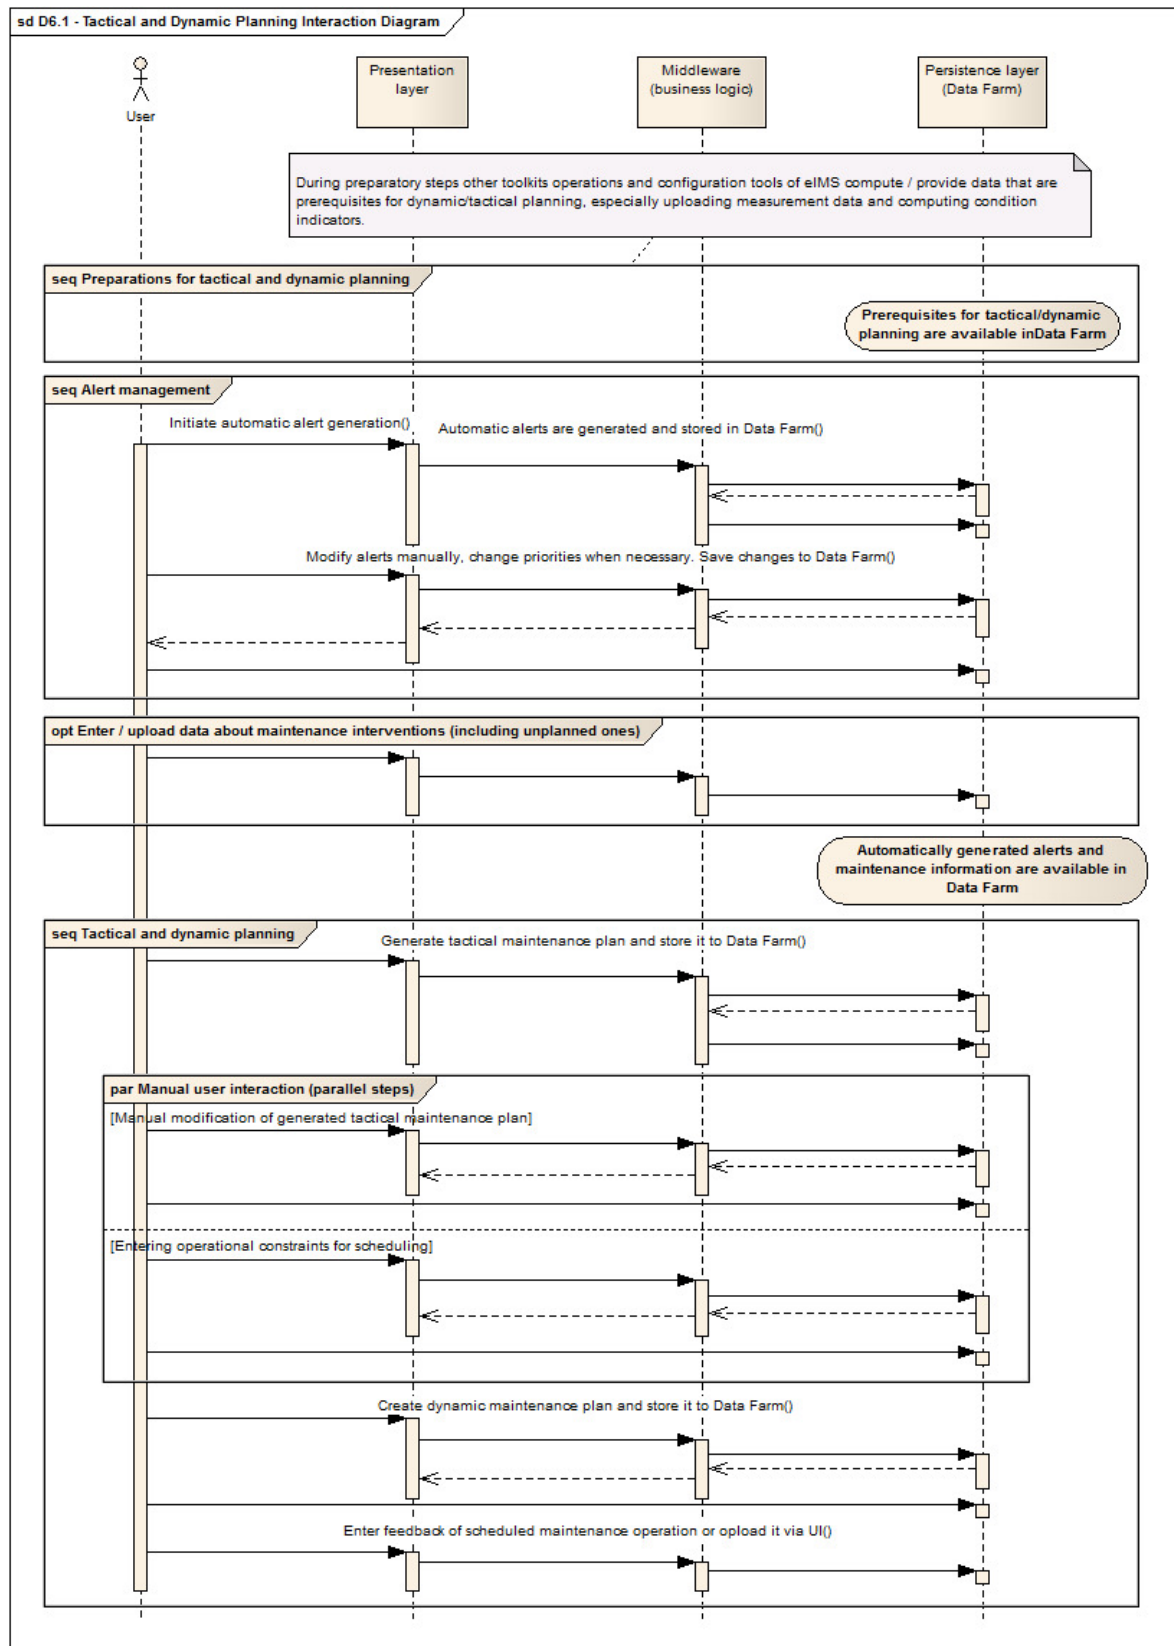 sd D6.1 - Tactical and Dynamic Planning Interaction Diagram
User
Presentation
layer
Middleware
(business logic)
Persistence layer
(Data Farm)
During preparatory steps other toolkits operations and configuration tools of eIMS compute / provide data that are
prerequisites for dynamic/tactical planning, especially uploading measurement data and computing condition
indicators.
seq Preparations for tactical and dynamic planning
Prerequisites for tactical/dynamic
planning are available inData Farm
seq Alert management
Initiate automatic alert generation()
Automatic alerts are generated and stored in Data Farm()
Modify alerts manually, change priorities when necessary. Save changes to Data Farm()
opt Enter / upload data about maintenance interventions (including unplanned ones)
Automatically generated alerts and
maintenance information are available in
Data Farm
seq Tactical and dynamic planning
Generate tactical maintenance plan and store it to Data Farm()
par Manual user interaction (parallel steps)
[Manual modification of generated tactical maintenance plan]
[Entering operational constraints for scheduling]
Create dynamic maintenance plan and store it to Data Farm()
Enter feedback of scheduled maintenance operation or opload it via UI()